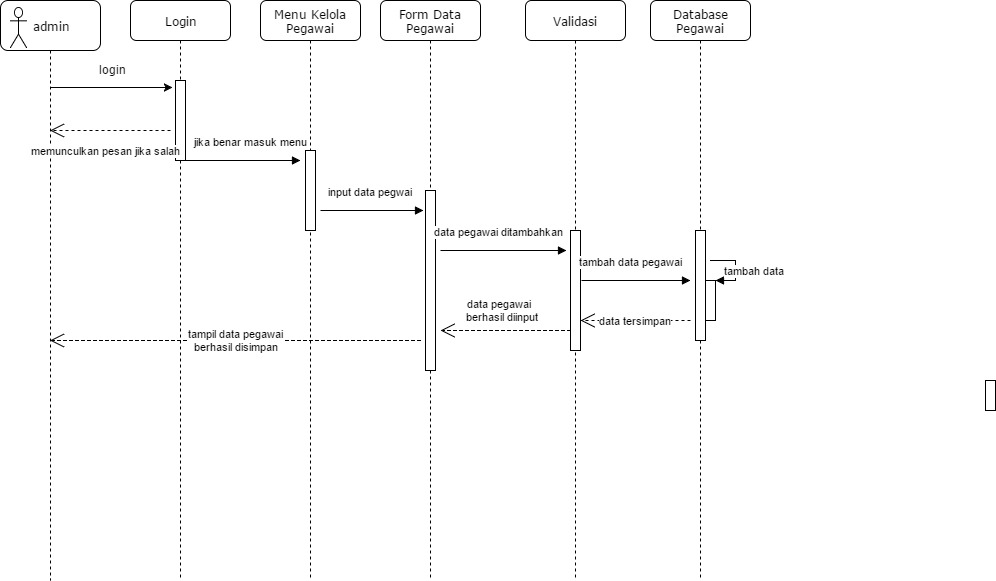 admin
Login
Menu Kelola
Pegawai
Form Data
Pegawai
Validasi
Database
Pegawai
login
memunculkan pesan jika salah
jika benar masuk menu
input data pegwai
data pegawai ditambahkan
tambah data pegawai
tambah data
data tersimpan
data pegawai
berhasil diinput
tampil data pegawai
berhasil disimpan